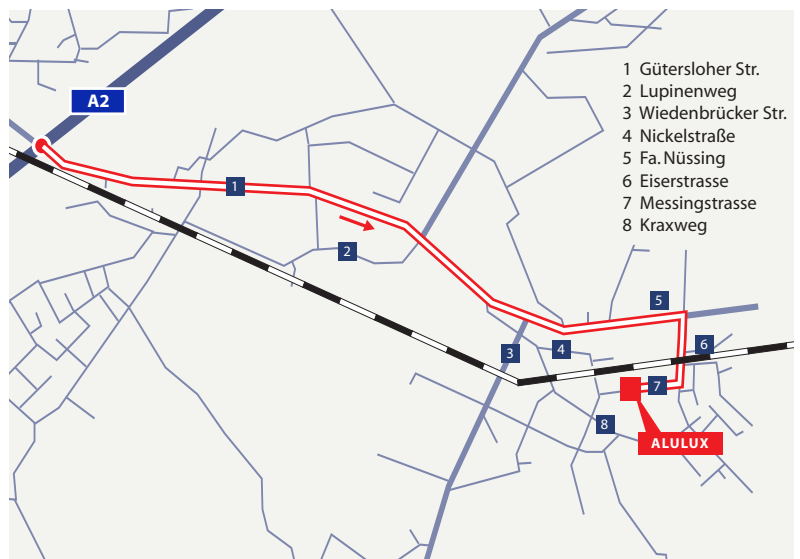 A2
1 Gütersloher Str.
2 Lupinenweg
3 Wiedenbrücker Str.
4 Nickelstraße
5 Fa. Nüssing
6 Eiserstrasse
7 Messingstrasse
8 Kraxweg
1
2
5
3
4
6
7
8
ALULUX